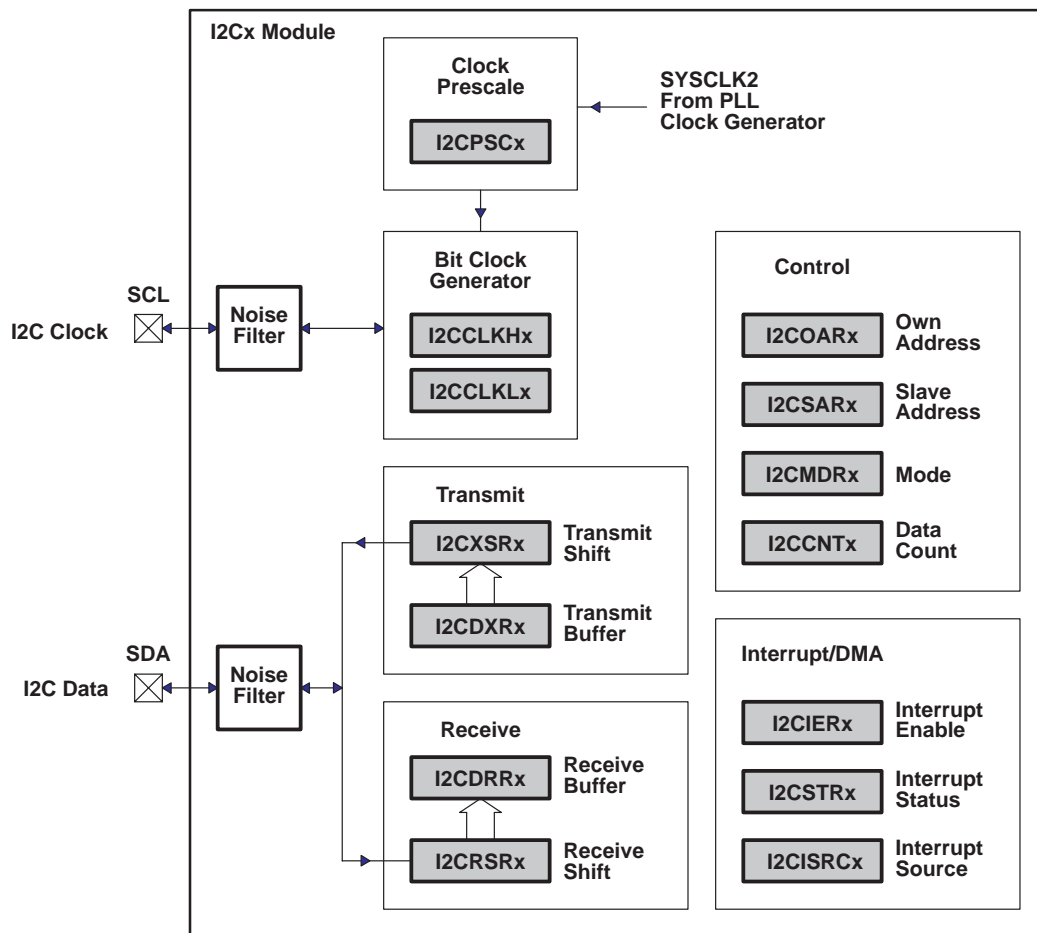 I2Cx Module
Clock
Prescale
I2CPSCx
SYSCLK2
From PLL
Clock Generator
Bit Clock
Generator
I2CCLKHx
I2CCLKLx
SCL
I2C Clock
Noise
Filter
Control
I2COARx
Own
Address
I2CSARx
Slave
Address
I2CMDRx
Mode
I2CCNTx
Data
Count
Transmit
I2CXSRx
Transmit
Shift
I2CDXRx
Transmit
Buffer
SDA
I2C Data
Noise
Filter
Receive
I2CDRRx
Receive
Buffer
I2CRSRx
Receive
Shift
Interrupt/DMA
I2CIERx
Interrupt
Enable
I2CSTRx
Interrupt
Status
I2CISRCx
Interrupt
Source